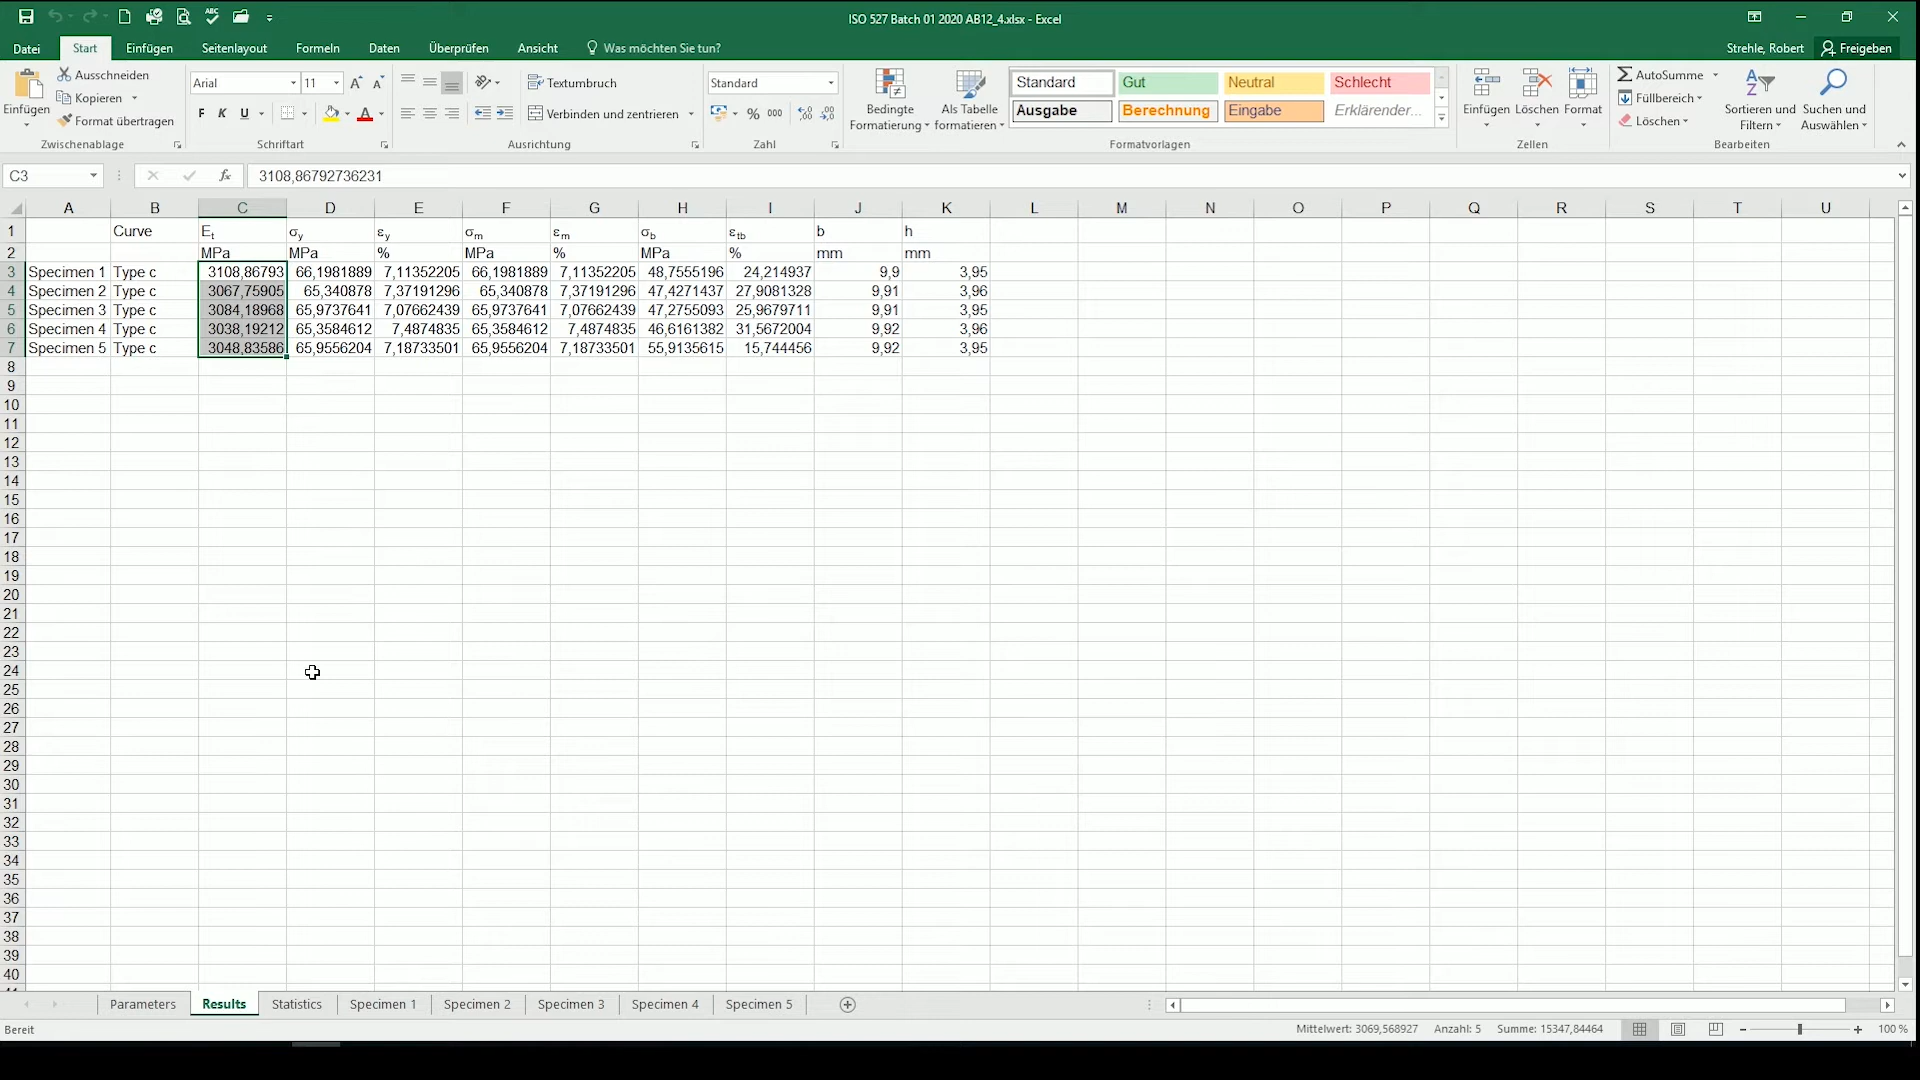 ISO 527 Batch 01 2020 AB12_4.xlsx - Excel
Datei Start Einfügen Seitenlayout Formeln Daten Überprüfen Ansicht Was möchten Sie tun? Strehle, Robert Freigeben
Einfügen
Ausschneiden
Kopieren
Format übertragen
Arial 11
F K U
Textumbruch
Verbinden und zentrieren
Standard
% 000
Bedingte Formatierung
Als Tabelle formatieren
Standard Gut Neutral Schlecht
Ausgabe Berechnung Eingabe Erklärender...
Einfügen Löschen Format
AutoSumme
Füllbereich
Löschen
Sortieren und Filtern
Suchen und Auswählen
Zwischenablage Schriftart Ausrichtung Zahl Formatvorlagen Zellen Bearbeiten
C3 fx 3108,86792736231
A B C D E F G H I J K L M N O P Q R S T U
1 Curve Et σy εy σm εm σb εtb b h
2 MPa MPa % MPa % MPa % mm mm
3 Specimen 1 Type c 3108,86793 66,1981889 7,11352205 66,1981889 7,11352205 48,7555196 24,214937 9,9 3,95
4 Specimen 2 Type c 3067,75905 65,340878 7,37191296 65,340878 7,37191296 47,4271437 27,9081328 9,91 3,96
5 Specimen 3 Type c 3084,18968 65,9737641 7,07662439 65,9737641 7,07662439 47,2755093 25,9679711 9,91 3,95
6 Specimen 4 Type c 3038,19212 65,3584612 7,4874835 65,3584612 7,4874835 46,6161382 31,5672004 9,92 3,96
7 Specimen 5 Type c 3048,83586 65,9556204 7,18733501 65,9556204 7,18733501 55,9135615 15,744456 9,92 3,95
8
9
10
11
12
13
14
15
16
17
18
19
20
21
22
23
24
25
26
27
28
29
30
31
32
33
34
35
36
37
38
39
40
Parameters Results Statistics Specimen 1 Specimen 2 Specimen 3 Specimen 4 Specimen 5
Bereit Mittelwert: 3069,568927 Anzahl: 5 Summe: 15347,84464 100 %